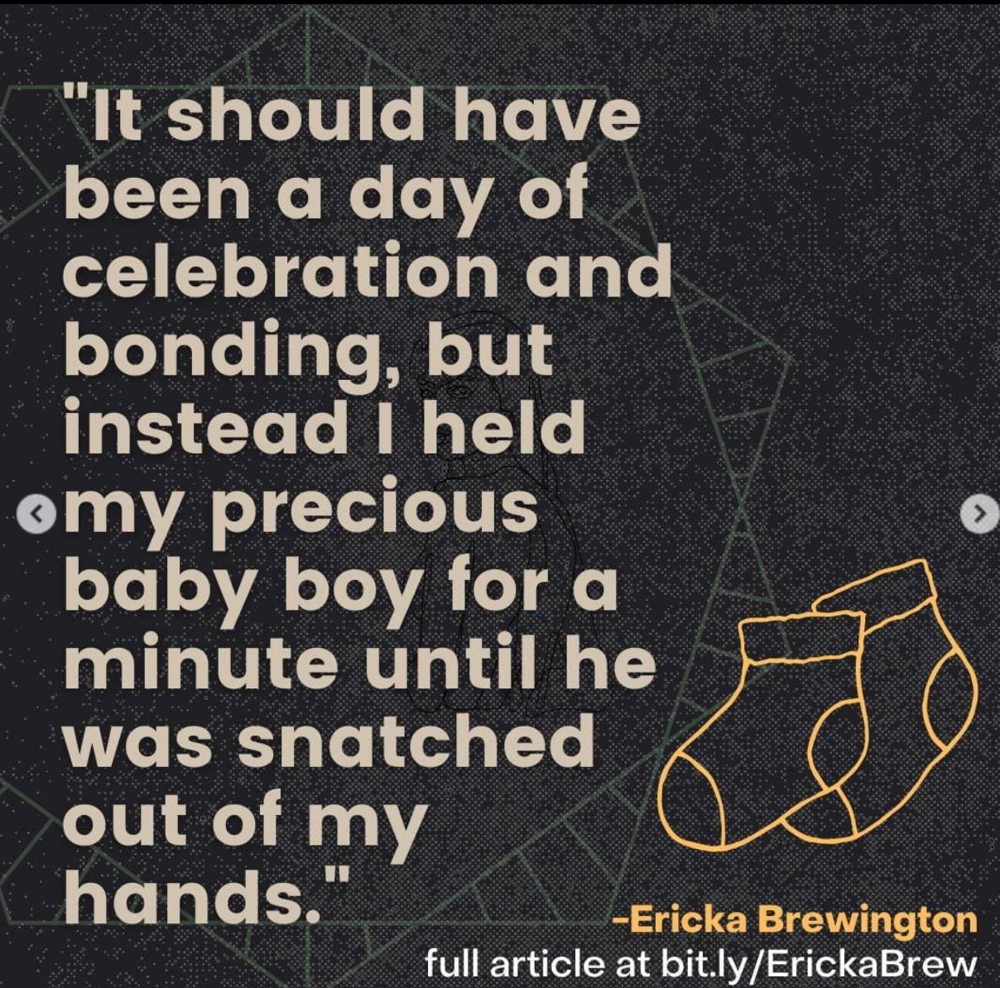 "It should have
been a day of
celebration and
bonding, but
instead I held
my precious
baby boy for a
minute until he
was snatched
out of my
hands."
-Ericka Brewington
full article at bit.ly/ErickaBrew